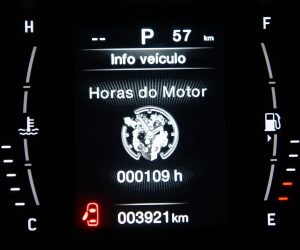 H F
-- P 57 km
Info veículo
Horas do Motor
000109 h
C 003921 km E